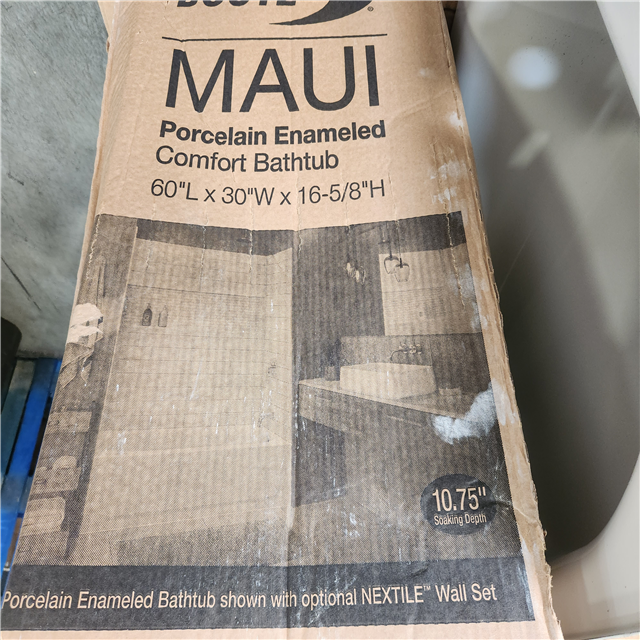 MAUI
Porcelain Enameled
Comfort Bathtub
60"L x 30"W x 16-5/8"H
10.75"
Soaking Depth
Porcelain Enameled Bathtub shown with optional NEXTILE™ Wall Set